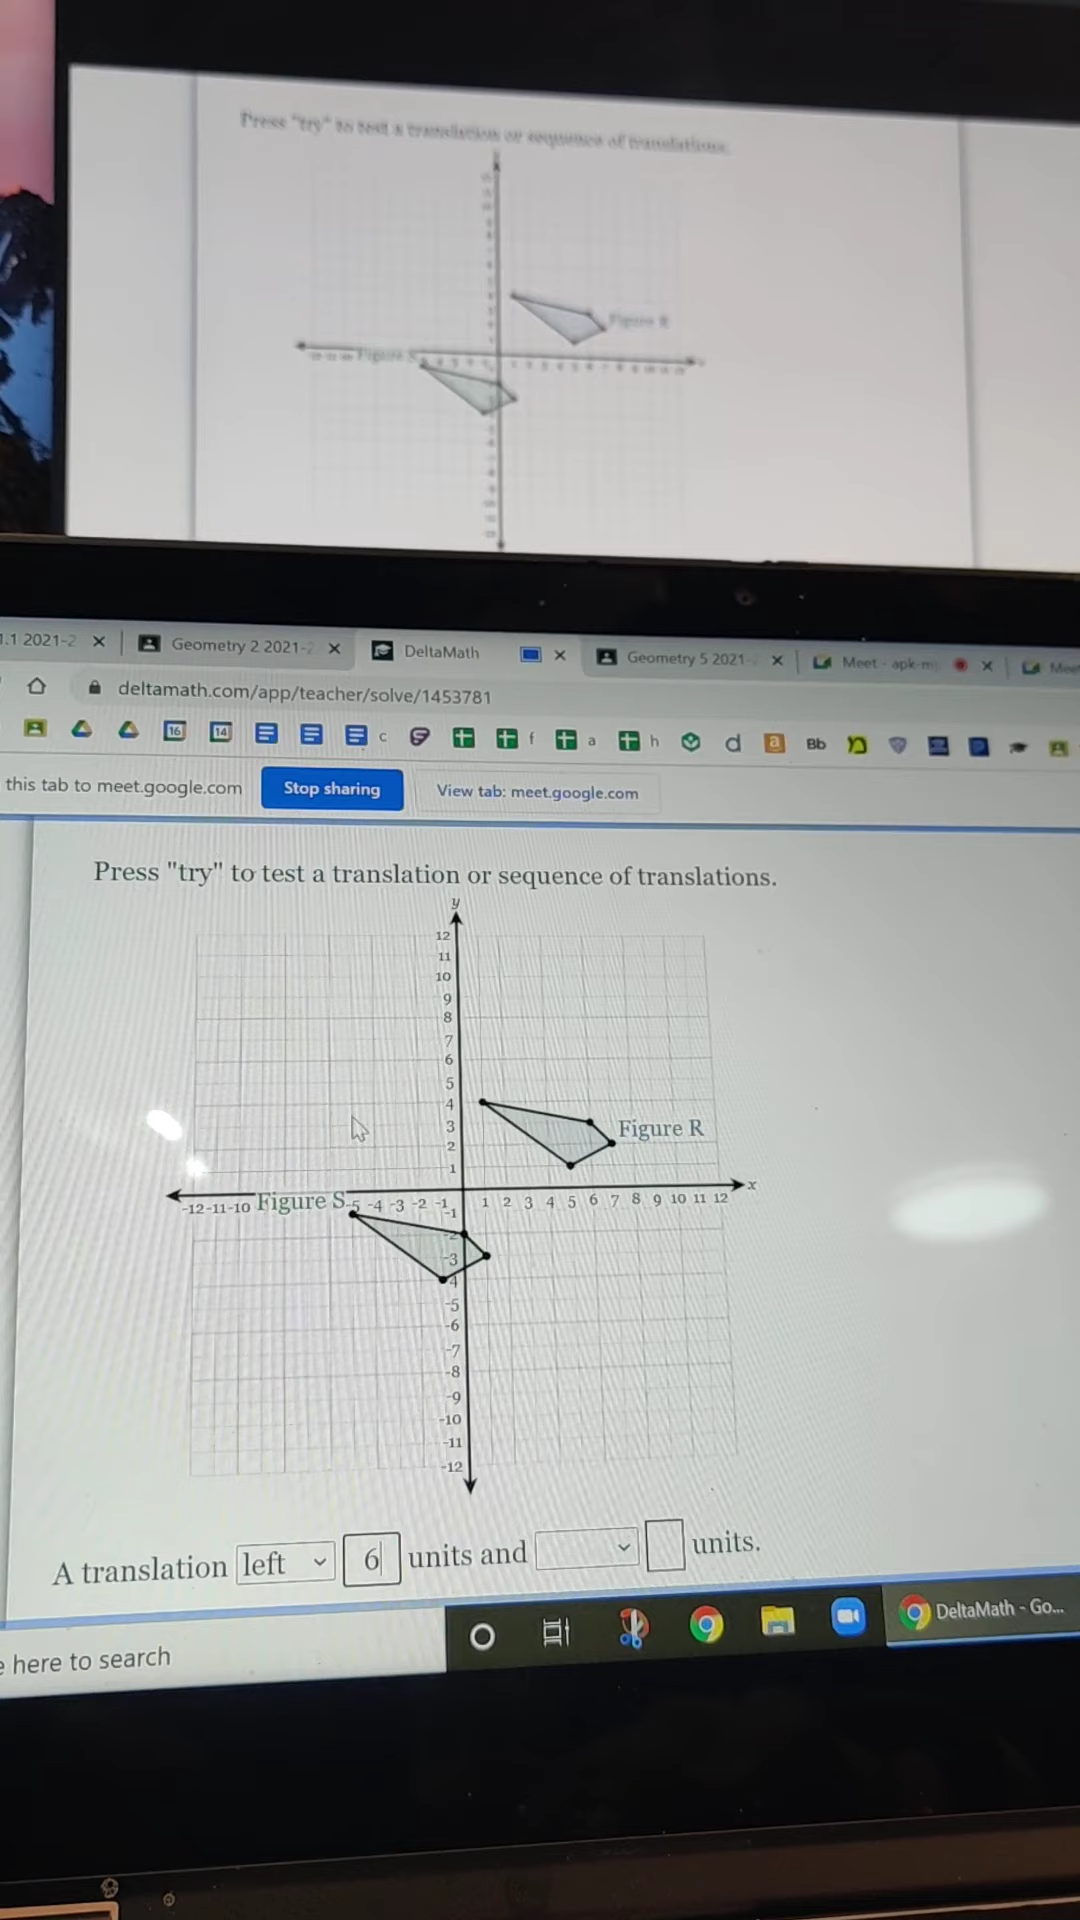 Press "try" to test a translation or sequence of translations.
Figure R
1.1 2021-2
Geometry 2 2021-2
DeltaMath
Geometry 5 2021-
Meet - apk-m
Meet
deltamath.com/app/teacher/solve/1453781
16 14 c f a h d a Bb
this tab to meet.google.com
Stop sharing
View tab: meet.google.com
Press "try" to test a translation or sequence of translations.
y
12
11
10
9
8
7
6
5
4
3
2
1
Figure R
x
-12-11-10 Figure S -5 -4 -3 -2 -1 1 2 3 4 5 6 7 8 9 10 11 12
-1
-2
-3
-4
-5
-6
-7
-8
-9
-10
-11
-12
A translation left 6 units and units.
DeltaMath - Go...
e here to search